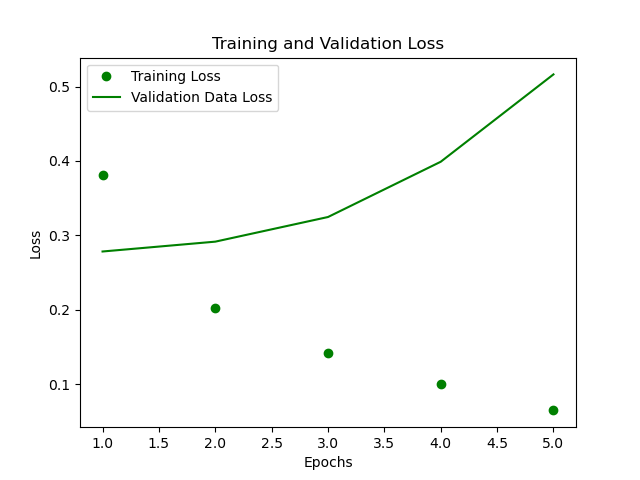 Training and Validation Loss
Training Loss
Validation Data Loss
0.5
0.4
0.3
0.2
0.1
Loss
1.0 1.5 2.0 2.5 3.0 3.5 4.0 4.5 5.0
Epochs